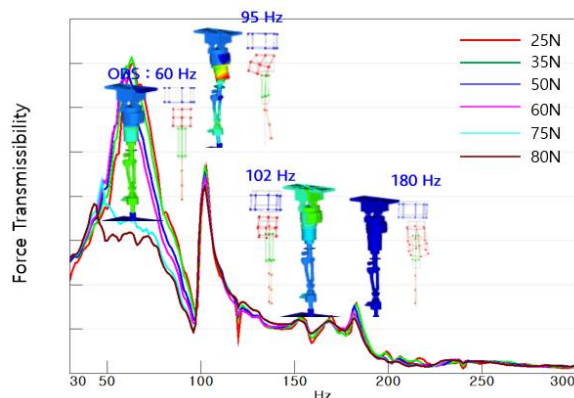 95 Hz
ODS : 60 Hz
25N
35N
50N
60N
75N
80N
102 Hz
180 Hz
Force Transmissibility
30 50 100 150 200 250 300
Hz